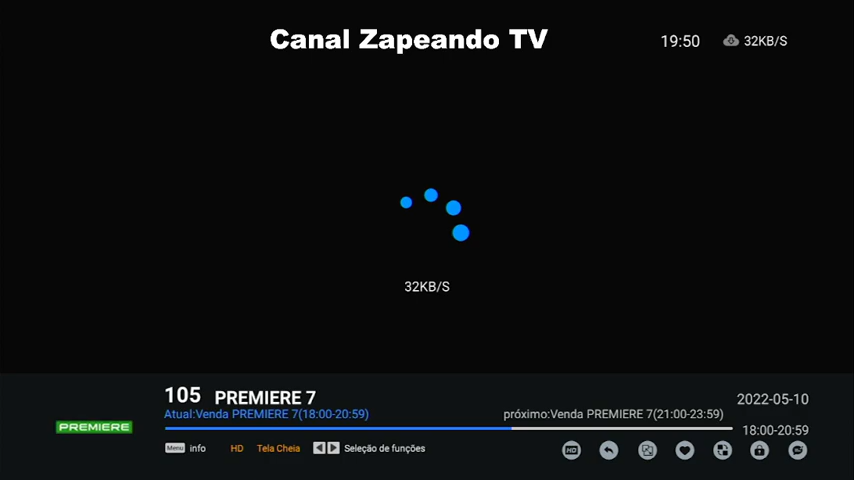 Canal Zapeando TV
19:50
32KB/S
32KB/S
105 PREMIERE 7
2022-05-10
Atual:Venda PREMIERE 7(18:00-20:59)
próximo:Venda PREMIERE 7(21:00-23:59)
PREMIERE
18:00-20:59
Menu info HD Tela Cheia Seleção de funções
HD